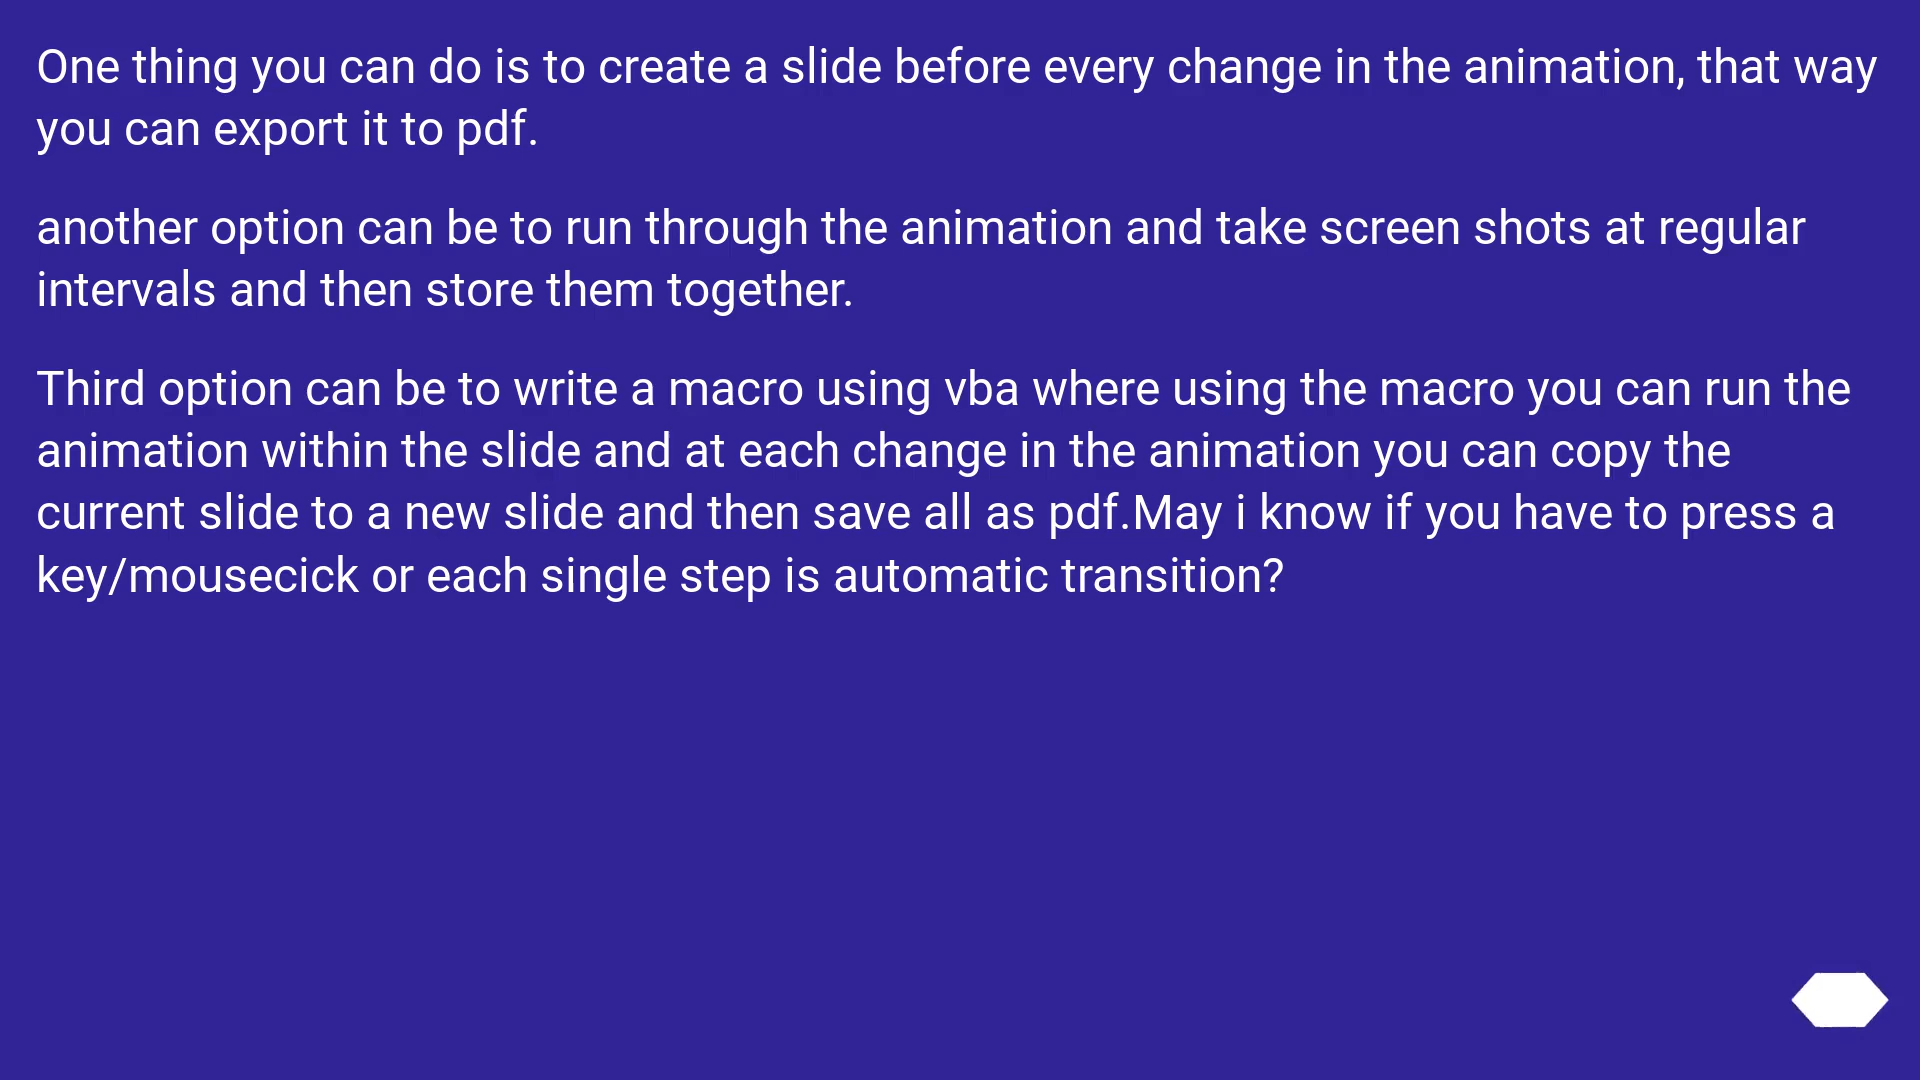 One thing you can do is to create a slide before every change in the animation, that way
you can export it to pdf.
another option can be to run through the animation and take screen shots at regular
intervals and then store them together.
Third option can be to write a macro using vba where using the macro you can run the
animation within the slide and at each change in the animation you can copy the
current slide to a new slide and then save all as pdf.May i know if you have to press a
key/mousecick or each single step is automatic transition?